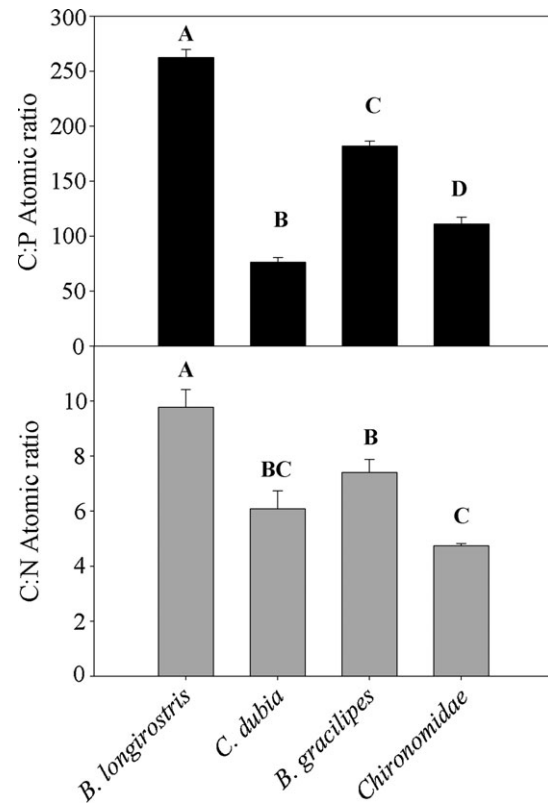 300
250
200
150
100
50
0
C:P Atomic ratio
A
B
C
D
10
8
6
4
2
0
C:N Atomic ratio
A
BC
B
C
B. longirostris
C. dubia
B. gracilipes
Chironomidae